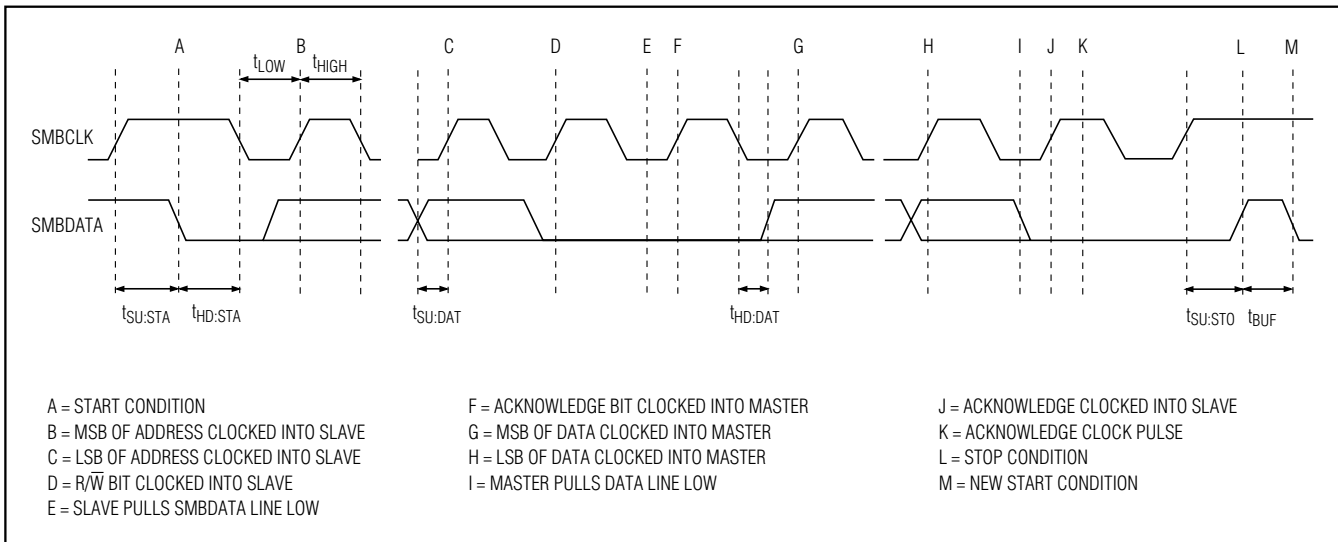 A B C D E F G H I J K L M
tLOW tHIGH
SMBCLK
SMBDATA
tSU:STA tHD:STA tSU:DAT tHD:DAT tSU:STO tBUF
A = START CONDITION
B = MSB OF ADDRESS CLOCKED INTO SLAVE
C = LSB OF ADDRESS CLOCKED INTO SLAVE
D = R/W̅ BIT CLOCKED INTO SLAVE
E = SLAVE PULLS SMBDATA LINE LOW
F = ACKNOWLEDGE BIT CLOCKED INTO MASTER
G = MSB OF DATA CLOCKED INTO MASTER
H = LSB OF DATA CLOCKED INTO MASTER
I = MASTER PULLS DATA LINE LOW
J = ACKNOWLEDGE CLOCKED INTO SLAVE
K = ACKNOWLEDGE CLOCK PULSE
L = STOP CONDITION
M = NEW START CONDITION